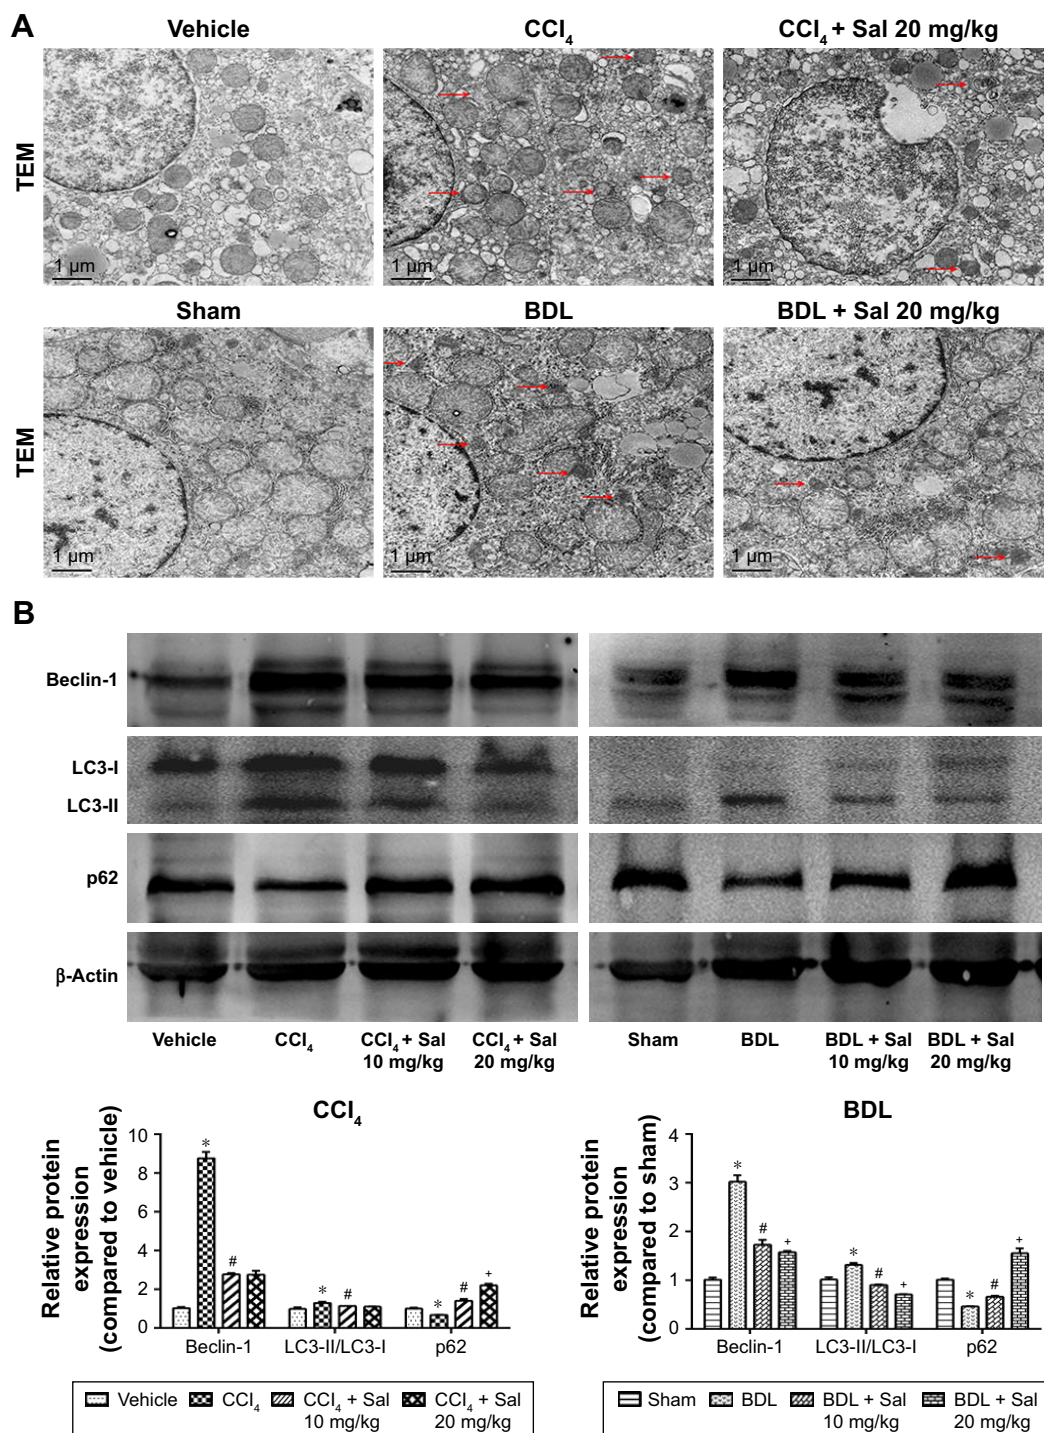 A
Vehicle
CCl4
CCl4 + Sal 20 mg/kg
TEM
1 µm
1 µm
1 µm
Sham
BDL
BDL + Sal 20 mg/kg
TEM
1 µm
1 µm
1 µm
B
Beclin-1
LC3-I
LC3-II
p62
β-Actin
Vehicle
CCl4
CCl4 + Sal
10 mg/kg
CCl4 + Sal
20 mg/kg
Sham
BDL
BDL + Sal
10 mg/kg
BDL + Sal
20 mg/kg
CCl4
Relative protein
expression
(compared to vehicle)
10
8
6
4
2
0
*
#
*
#
*
#
+
Beclin-1
LC3-II/LC3-I
p62
Vehicle
CCl4
CCl4 + Sal
10 mg/kg
CCl4 + Sal
20 mg/kg
BDL
Relative protein
expression
(compared to sham)
4
3
2
1
0
*
#
+
*
#
+
*
#
+
Beclin-1
LC3-II/LC3-I
p62
Sham
BDL
BDL + Sal
10 mg/kg
BDL + Sal
20 mg/kg